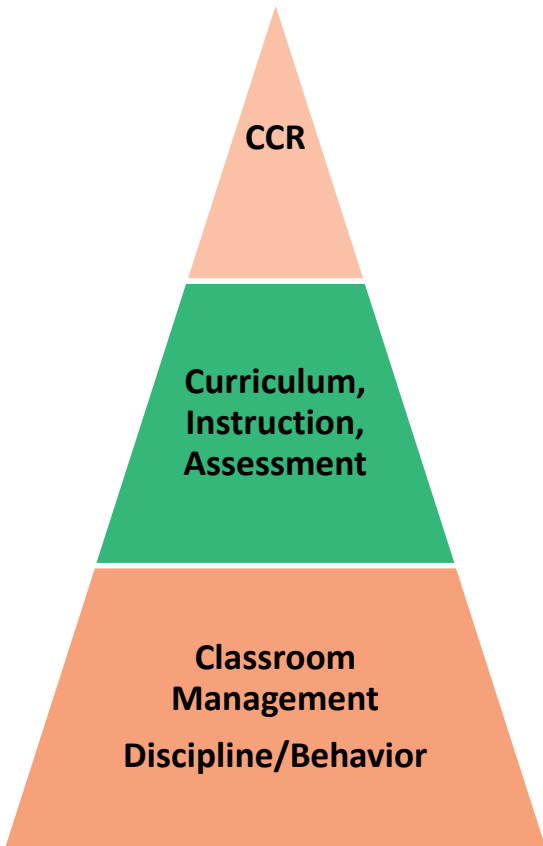 CCR
Curriculum,
Instruction,
Assessment
Classroom
Management
Discipline/Behavior